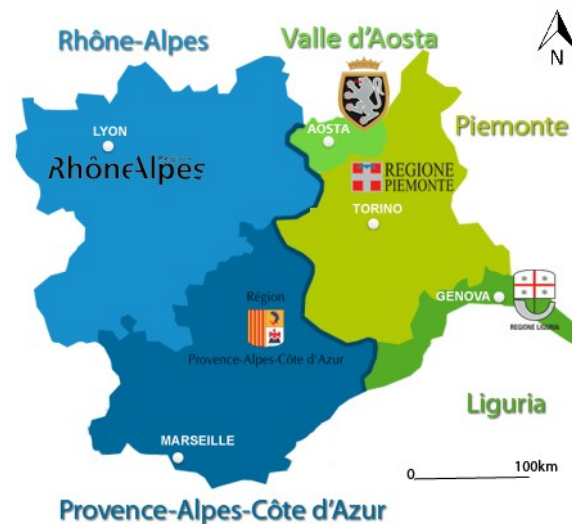 Rhône-Alpes
Valle d'Aosta
N
LYON
AOSTA
Piemonte
RhôneAlpes
REGIONE
PIEMONTE
TORINO
Région
GENOVA
REGIONE LIGURIA
Provence-Alpes-Côte d'Azur
Liguria
MARSEILLE
0
100km
Provence-Alpes-Côte d'Azur